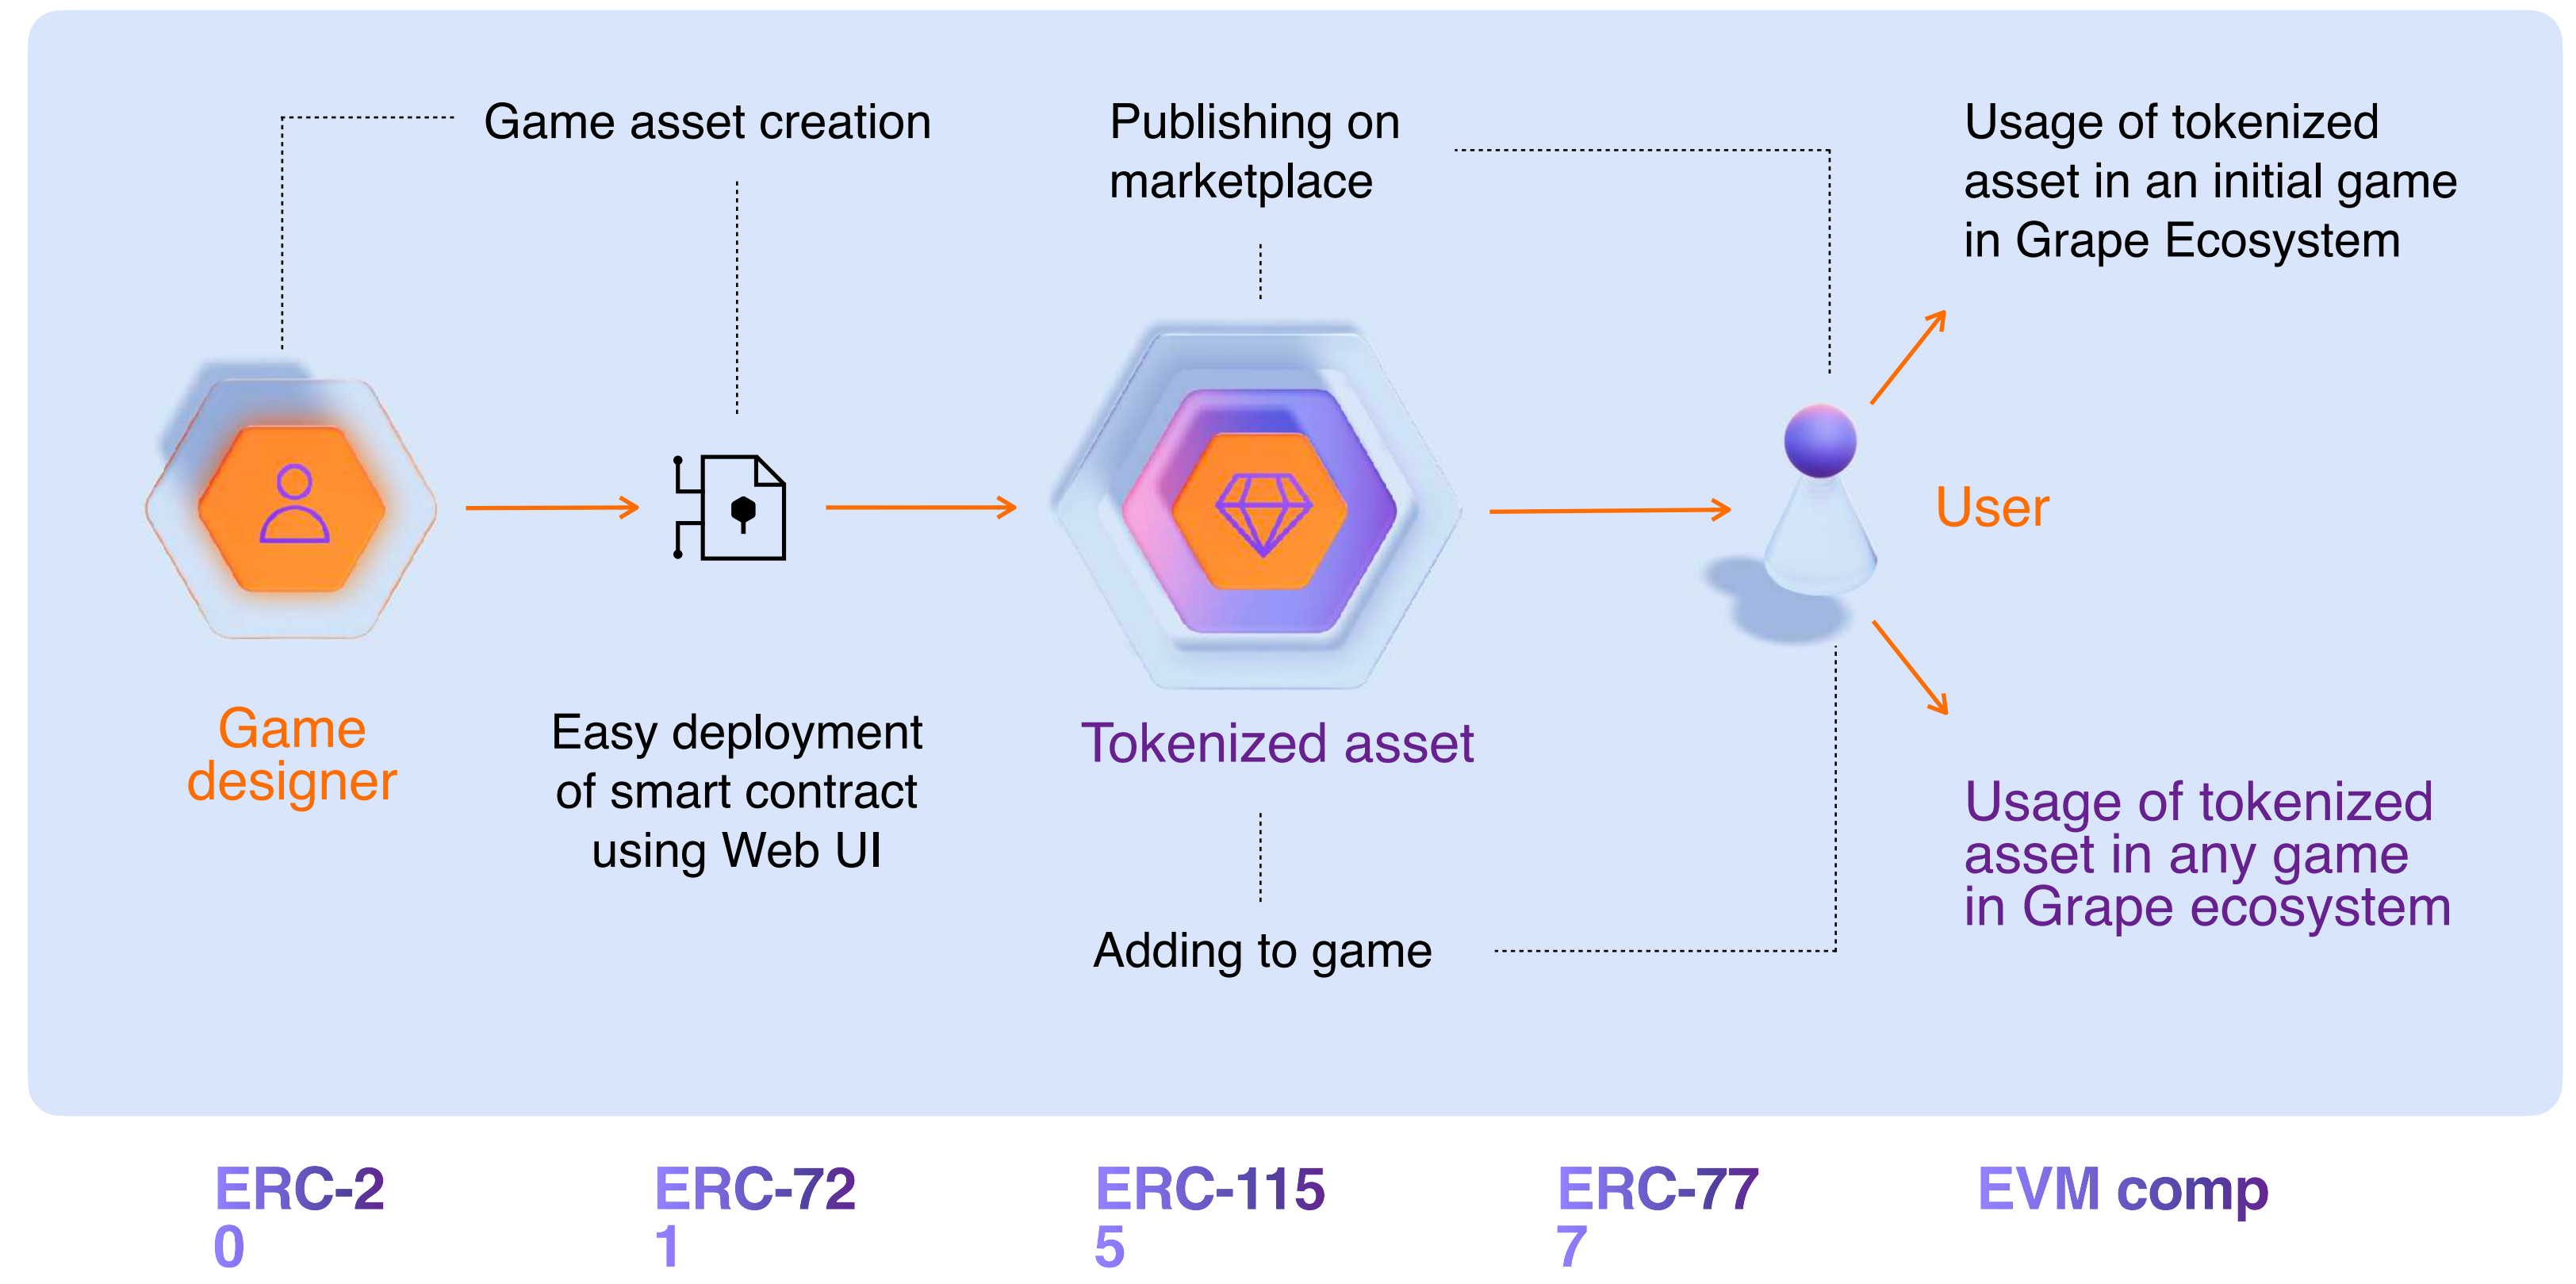 Game asset creation
Publishing on
marketplace
Usage of tokenized
asset in an initial game
in Grape Ecosystem
User
Game
designer
Easy deployment
of smart contract
using Web UI
Tokenized asset
Adding to game
Usage of tokenized
asset in any game
in Grape ecosystem
ERC-2
0
ERC-72
1
ERC-115
5
ERC-77
7
EVM comp